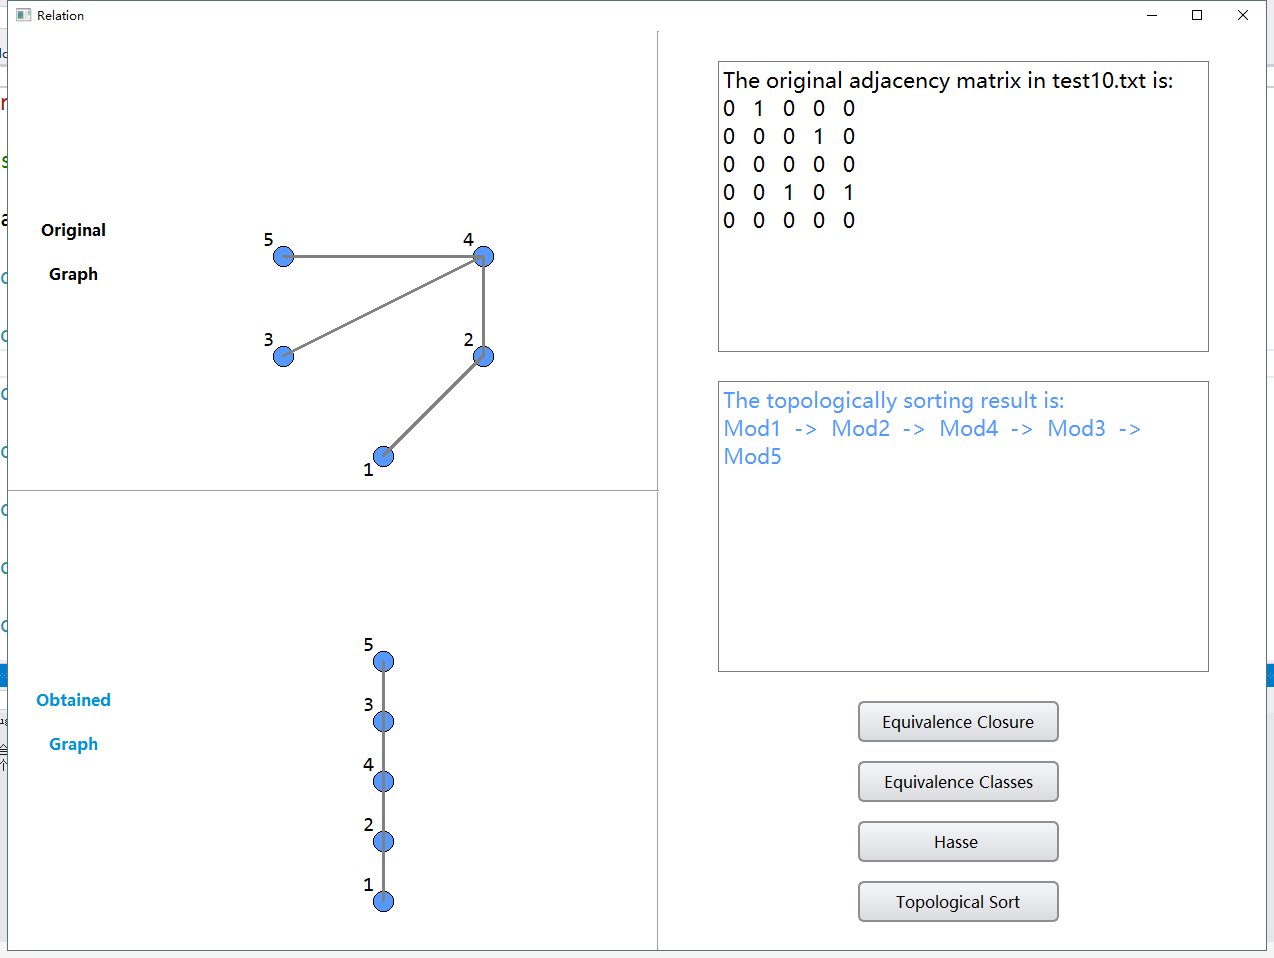 Relation
Original
Graph
5
4
3
2
1
The original adjacency matrix in test10.txt is:
0 1 0 0 0
0 0 0 1 0
0 0 0 0 0
0 0 1 0 1
0 0 0 0 0
The topologically sorting result is:
Mod1 -> Mod2 -> Mod4 -> Mod3 ->
Mod5
Obtained
Graph
5
3
4
2
1
Equivalence Closure
Equivalence Classes
Hasse
Topological Sort